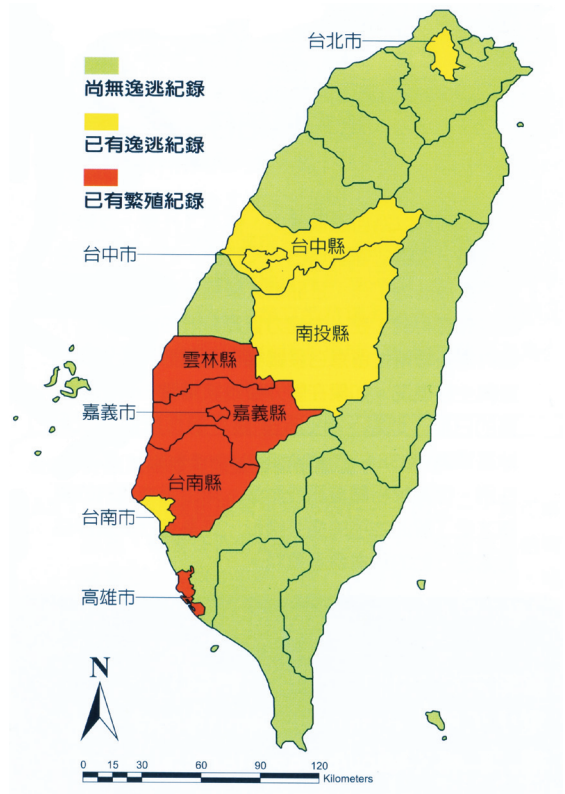 台北市
尚無逸逃紀錄
已有逸逃紀錄
已有繁殖紀錄
台中市
台中縣
南投縣
雲林縣
嘉義市
嘉義縣
台南縣
台南市
高雄市
N
0 15 30 60 90 120
Kilometers